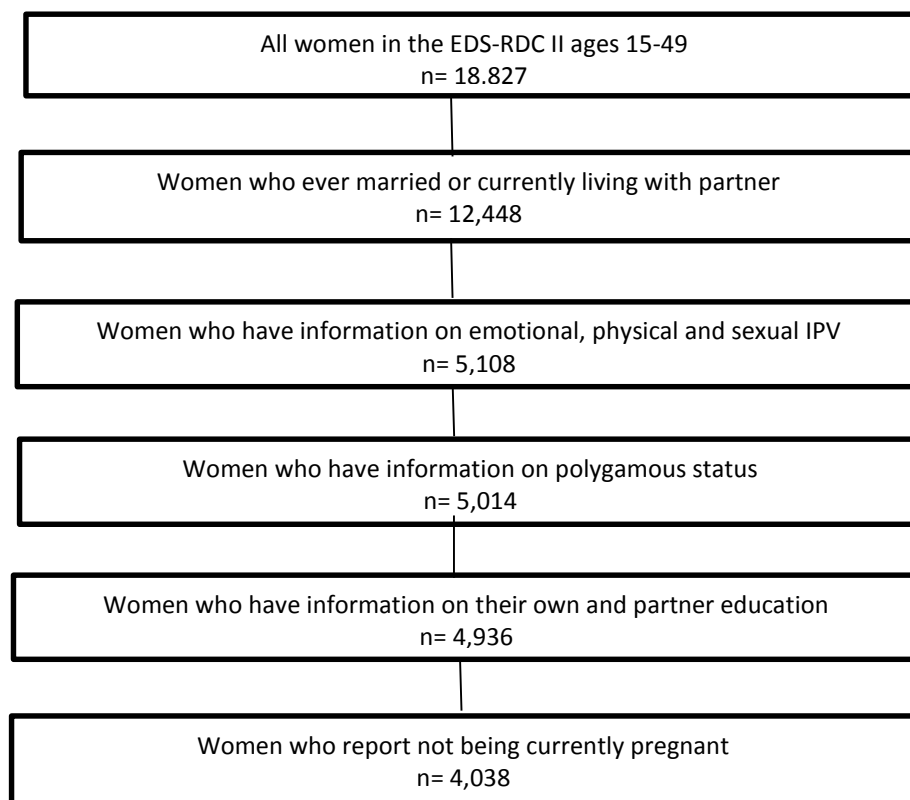 All women in the EDS-RDC II ages 15-49
n= 18.827
Women who ever married or currently living with partner
n= 12,448
Women who have information on emotional, physical and sexual IPV
n= 5,108
Women who have information on polygamous status
n= 5,014
Women who have information on their own and partner education
n= 4,936
Women who report not being currently pregnant
n= 4,038